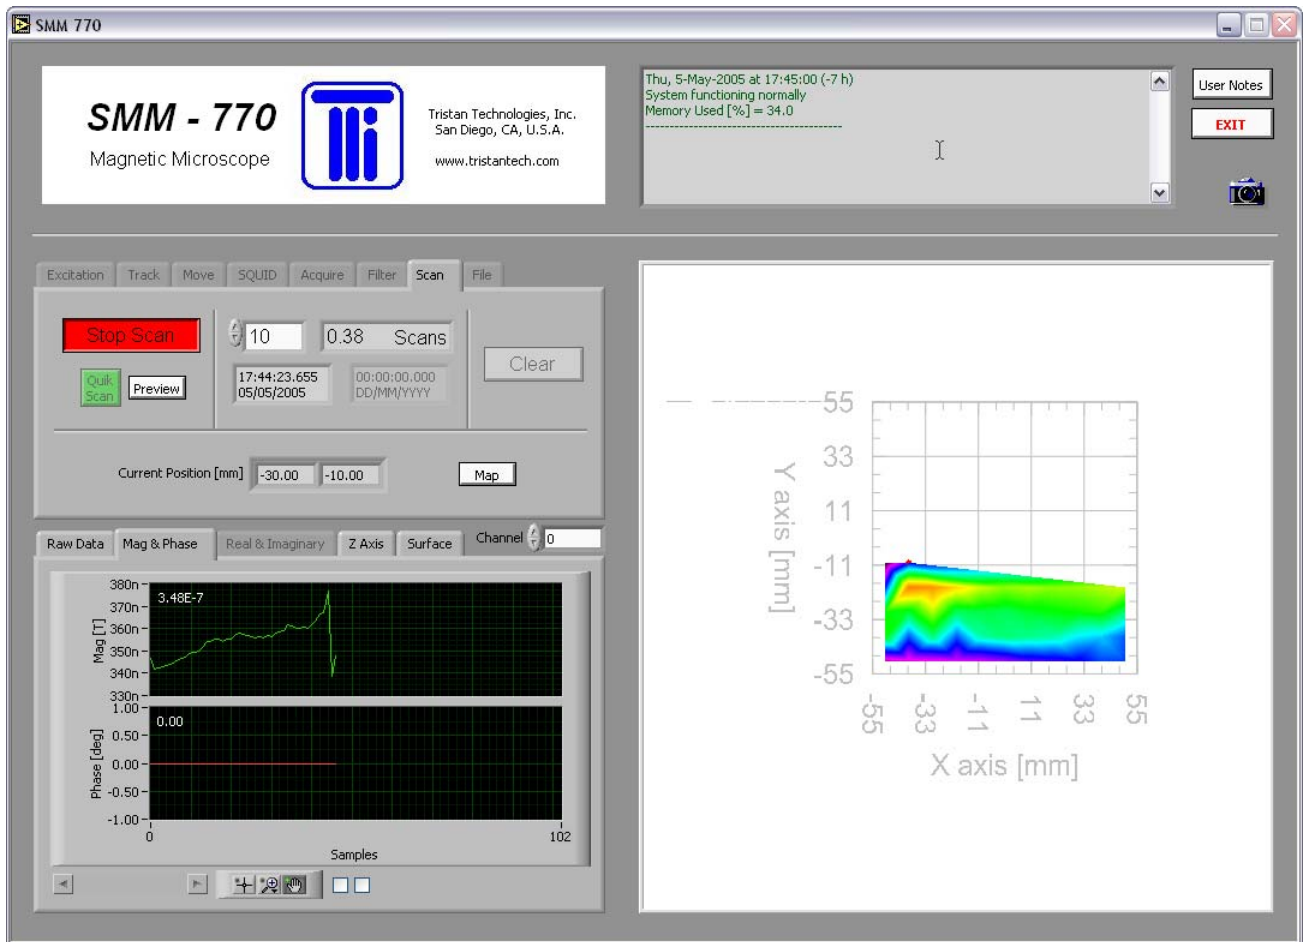 SMM 770
SMM - 770
Magnetic Microscope
Tristan Technologies, Inc.
San Diego, CA, U.S.A.
www.tristantech.com
Thu, 5-May-2005 at 17:45:00 (-7 h)
System functioning normally
Memory Used [%] = 34.0
----------------------------------------
User Notes
EXIT
Excitation Track Move SQUID Acquire Filter Scan File
Stop Scan
10
0.38 Scans
Clear
Quik
Scan
Preview
17:44:23.655
05/05/2005
00:00:00.000
DD/MM/YYYY
Current Position [mm] -30.00 -10.00
Map
Raw Data Mag & Phase Real & Imaginary Z Axis Surface Channel 0
380n
370n
360n
350n
340n
330n
Mag [T]
3.48E-7
1.00
0.50
0.00
-0.50
-1.00
Phase [deg]
0.00
0 102
Samples
55
33
11
-11
-33
-55
Y axis [mm]
-55 -33 -11 11 33 55
X axis [mm]